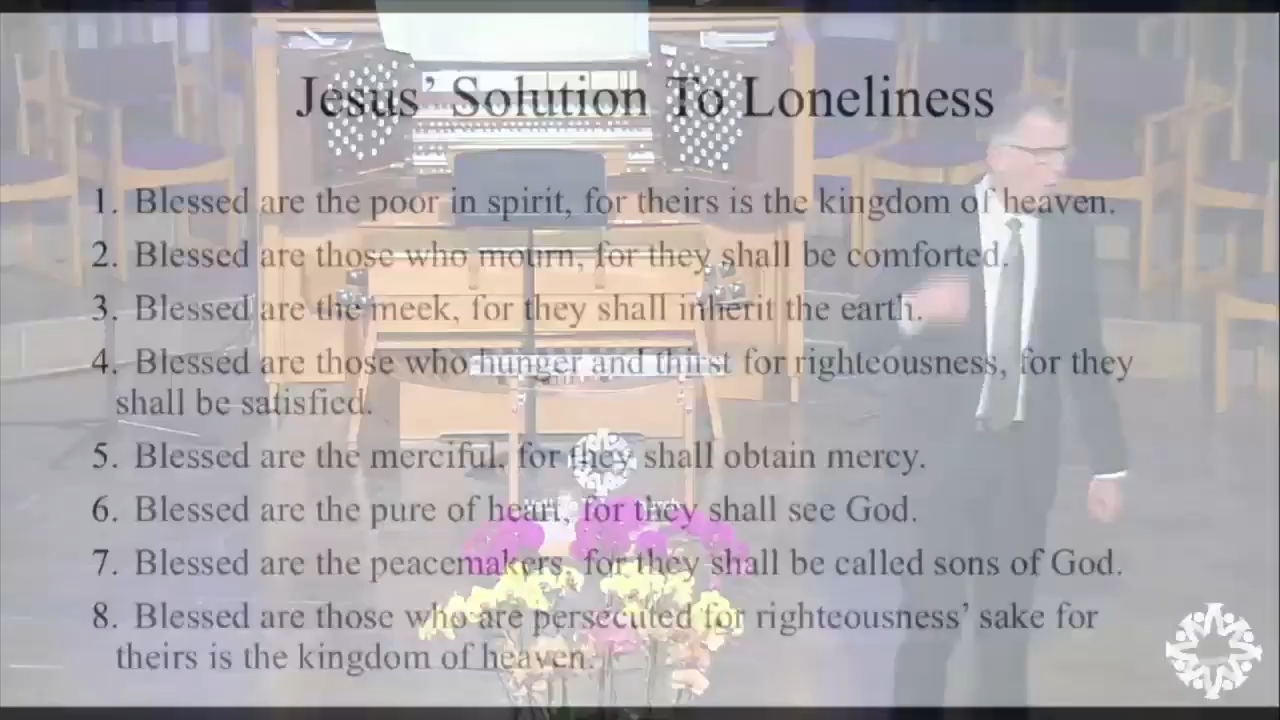 Jesus’ Solution To Loneliness
1. Blessed are the poor in spirit, for theirs is the kingdom of heaven.
2. Blessed are those who mourn, for they shall be comforted.
3. Blessed are the meek, for they shall inherit the earth.
4. Blessed are those who hunger and thirst for righteousness, for they
shall be satisfied.
5. Blessed are the merciful, for they shall obtain mercy.
6. Blessed are the pure of heart, for they shall see God.
7. Blessed are the peacemakers, for they shall be called sons of God.
8. Blessed are those who are persecuted for righteousness’ sake for
theirs is the kingdom of heaven.